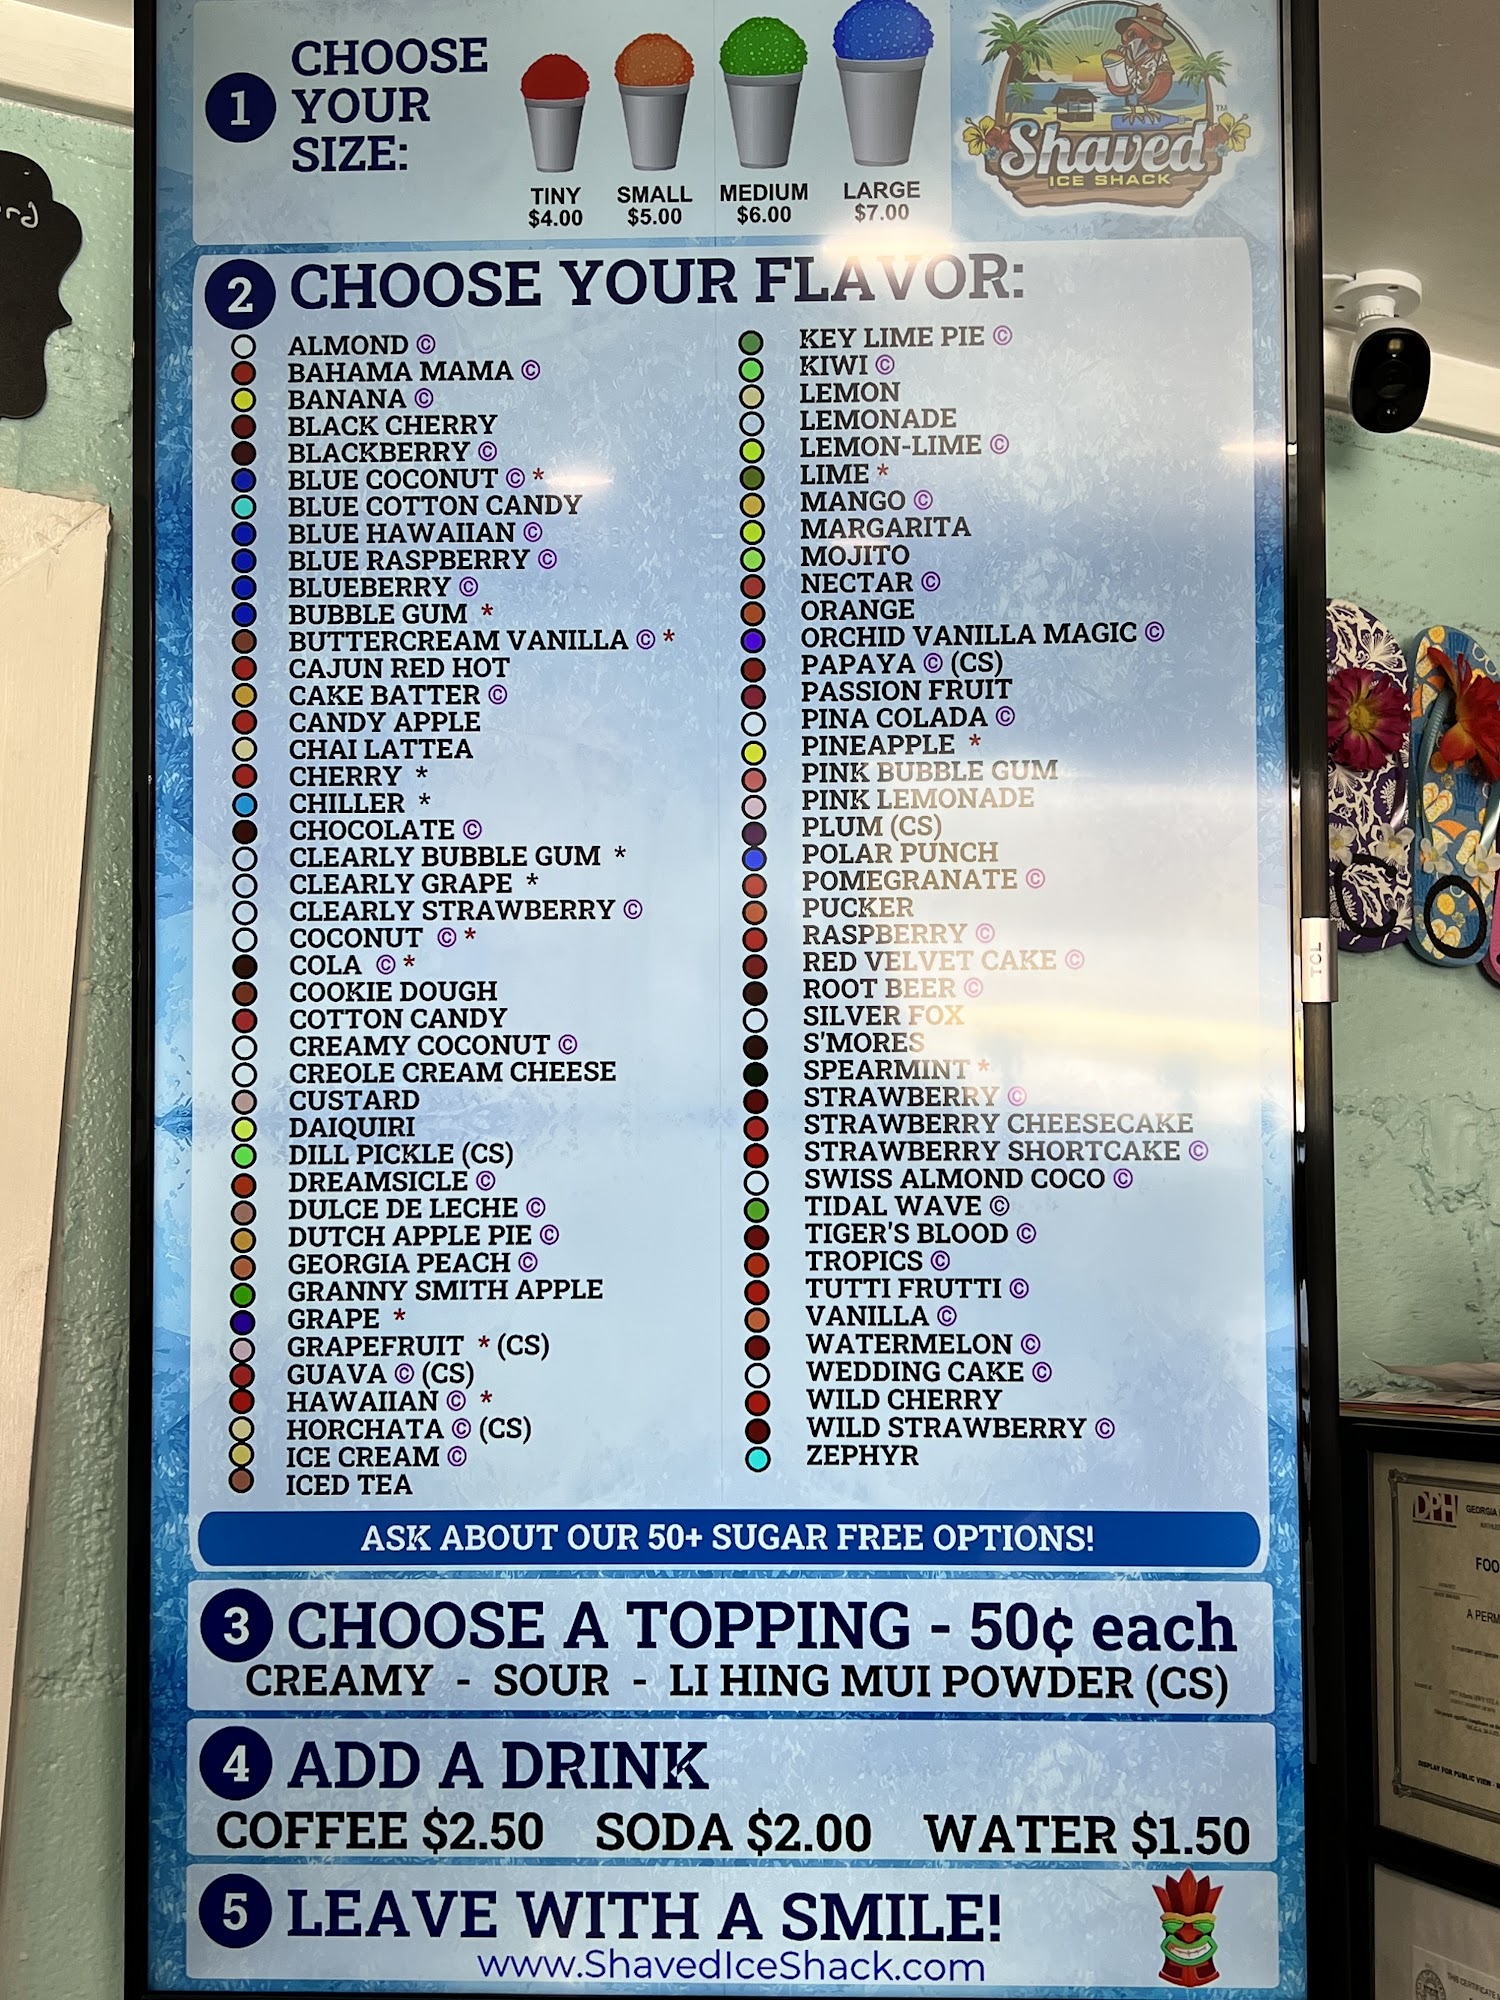 1
CHOOSE
YOUR
SIZE:
TINY
$4.00
SMALL
$5.00
MEDIUM
$6.00
LARGE
$7.00
Shaved
ICE SHACK
TM
2 CHOOSE YOUR FLAVOR:
ALMOND ©
BAHAMA MAMA ©
BANANA ©
BLACK CHERRY
BLACKBERRY ©
BLUE COCONUT © *
BLUE COTTON CANDY
BLUE HAWAIIAN ©
BLUE RASPBERRY ©
BLUEBERRY ©
BUBBLE GUM *
BUTTERCREAM VANILLA © *
CAJUN RED HOT
CAKE BATTER ©
CANDY APPLE
CHAI LATTEA
CHERRY *
CHILLER *
CHOCOLATE ©
CLEARLY BUBBLE GUM *
CLEARLY GRAPE *
CLEARLY STRAWBERRY ©
COCONUT © *
COLA © *
COOKIE DOUGH
COTTON CANDY
CREAMY COCONUT ©
CREOLE CREAM CHEESE
CUSTARD
DAIQUIRI
DILL PICKLE (CS)
DREAMSICLE ©
DULCE DE LECHE ©
DUTCH APPLE PIE ©
GEORGIA PEACH ©
GRANNY SMITH APPLE
GRAPE *
GRAPEFRUIT * (CS)
GUAVA © (CS)
HAWAIIAN © *
HORCHATA © (CS)
ICE CREAM ©
ICED TEA
KEY LIME PIE ©
KIWI ©
LEMON
LEMONADE
LEMON-LIME ©
LIME *
MANGO ©
MARGARITA
MOJITO
NECTAR ©
ORANGE
ORCHID VANILLA MAGIC ©
PAPAYA © (CS)
PASSION FRUIT
PINA COLADA ©
PINEAPPLE *
PINK BUBBLE GUM
PINK LEMONADE
PLUM (CS)
POLAR PUNCH
POMEGRANATE ©
PUCKER
RASPBERRY ©
RED VELVET CAKE ©
ROOT BEER ©
SILVER FOX
S'MORES
SPEARMINT *
STRAWBERRY ©
STRAWBERRY CHEESECAKE
STRAWBERRY SHORTCAKE ©
SWISS ALMOND COCO ©
TIDAL WAVE ©
TIGER'S BLOOD ©
TROPICS ©
TUTTI FRUTTI ©
VANILLA ©
WATERMELON ©
WEDDING CAKE ©
WILD CHERRY
WILD STRAWBERRY ©
ZEPHYR
ASK ABOUT OUR 50+ SUGAR FREE OPTIONS!
3 CHOOSE A TOPPING - 50¢ each
CREAMY - SOUR - LI HING MUI POWDER (CS)
4 ADD A DRINK
COFFEE $2.50 SODA $2.00 WATER $1.50
5 LEAVE WITH A SMILE!
www.ShavedIceShack.com
TCL
DPH
GEORGIA
FOO
A PERM
DISPLAY FOR PUBLIC VIEW